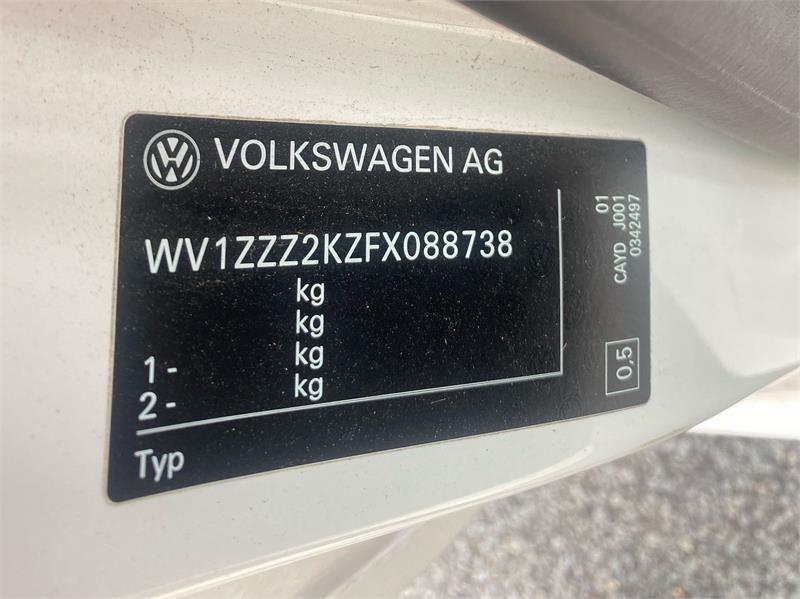 VOLKSWAGEN AG
WV1ZZZ2KZFX088738
kg
kg
1 - kg
2 - kg
Typ
01
CAYD J001
0342497
0,5